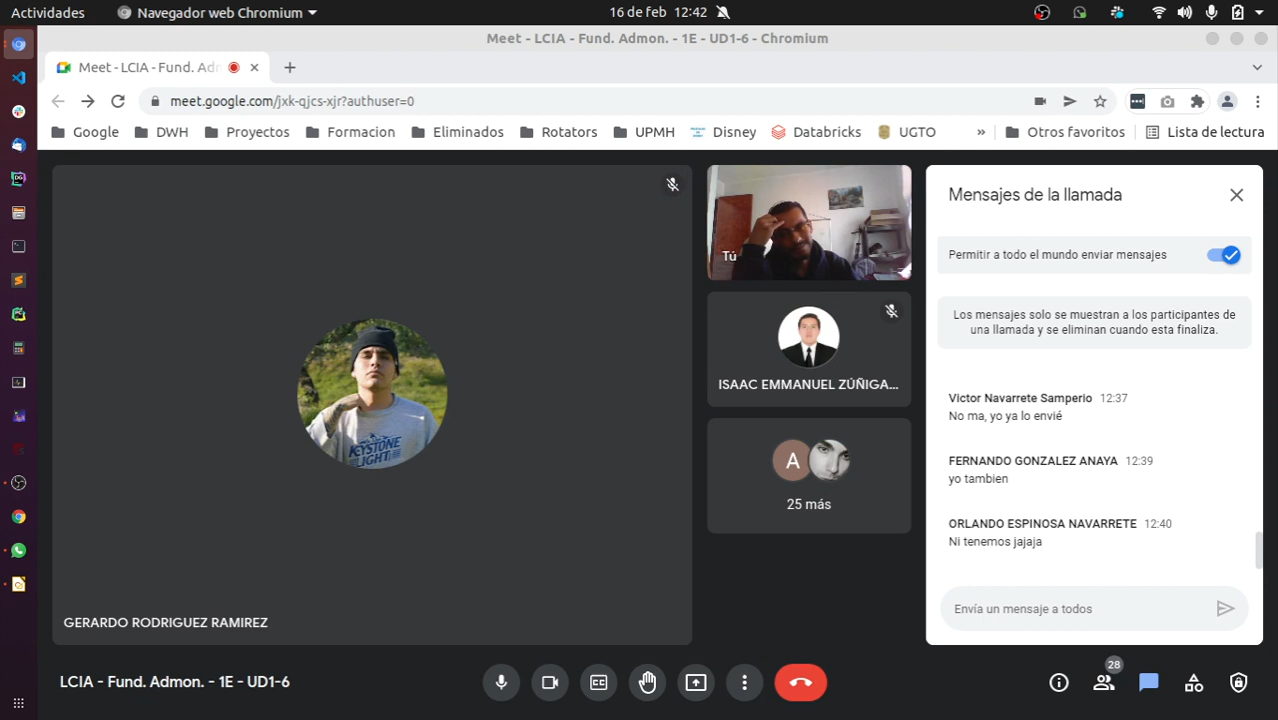 Actividades
Navegador web Chromium
16 de feb 12:42
Meet - LCIA - Fund. Admon. - 1E - UD1-6 - Chromium
Meet - LCIA - Fund. Adm
meet.google.com/jxk-qjcs-xjr?authuser=0
Google
DWH
Proyectos
Formacion
Eliminados
Rotators
UPMH
Disney
Databricks
UGTO
»
Otros favoritos
Lista de lectura
KEYSTONE
LIGHT
GERARDO RODRIGUEZ RAMIREZ
Tú
ISAAC EMMANUEL ZÚÑIGA...
A
25 más
Mensajes de la llamada
Permitir a todo el mundo enviar mensajes
Los mensajes solo se muestran a los participantes de
una llamada y se eliminan cuando esta finaliza.
Victor Navarrete Samperio 12:37
No ma, yo ya lo envié
FERNANDO GONZALEZ ANAYA 12:39
yo tambien
ORLANDO ESPINOSA NAVARRETE 12:40
Ni tenemos jajaja
Envía un mensaje a todos
LCIA - Fund. Admon. - 1E - UD1-6
28